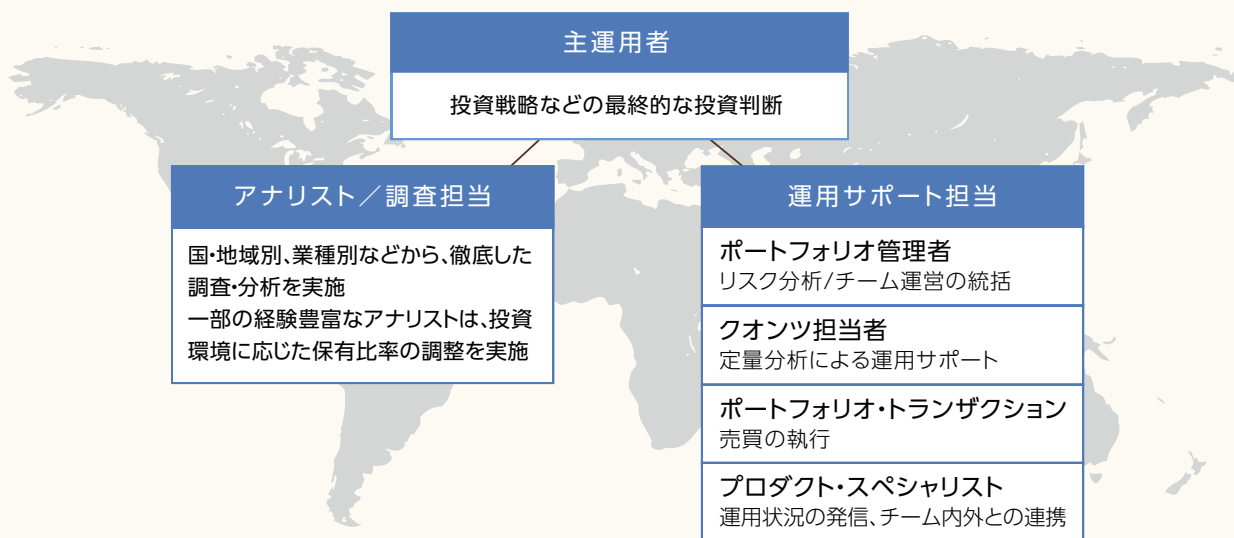 主運用者
投資戦略などの最終的な投資判断
アナリスト／調査担当
国・地域別、業種別などから、徹底した
調査・分析を実施
一部の経験豊富なアナリストは、投資
環境に応じた保有比率の調整を実施
運用サポート担当
ポートフォリオ管理者
リスク分析/チーム運営の統括
クオンツ担当者
定量分析による運用サポート
ポートフォリオ・トランザクション
売買の執行
プロダクト・スペシャリスト
運用状況の発信、チーム内外との連携